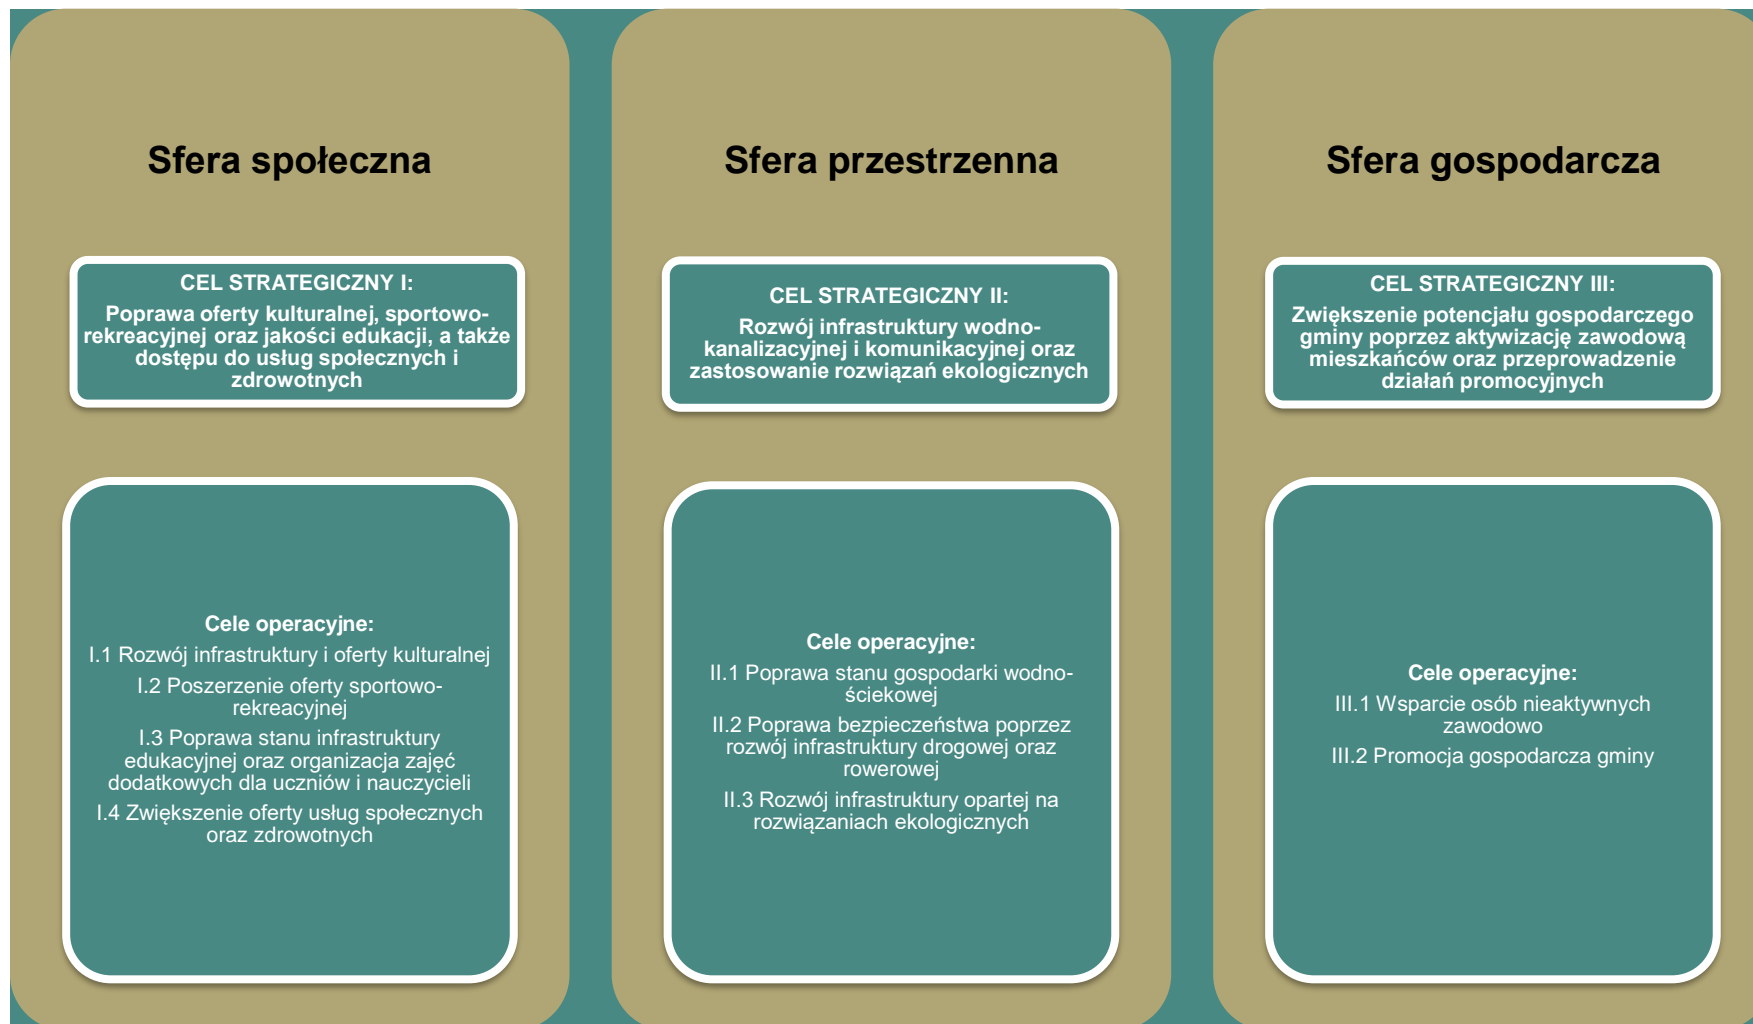 Sfera społeczna
CEL STRATEGICZNY I:
Poprawa oferty kulturalnej, sportowo-
rekreacyjnej oraz jakości edukacji, a także
dostępu do usług społecznych i
zdrowotnych
Cele operacyjne:
I.1 Rozwój infrastruktury i oferty kulturalnej
I.2 Poszerzenie oferty sportowo-
rekreacyjnej
I.3 Poprawa stanu infrastruktury
edukacyjnej oraz organizacja zajęć
dodatkowych dla uczniów i nauczycieli
I.4 Zwiększenie oferty usług społecznych
oraz zdrowotnych
Sfera przestrzenna
CEL STRATEGICZNY II:
Rozwój infrastruktury wodno-
kanalizacyjnej i komunikacyjnej oraz
zastosowanie rozwiązań ekologicznych
Cele operacyjne:
II.1 Poprawa stanu gospodarki wodno-
ściekowej
II.2 Poprawa bezpieczeństwa poprzez
rozwój infrastruktury drogowej oraz
rowerowej
II.3 Rozwój infrastruktury opartej na
rozwiązaniach ekologicznych
Sfera gospodarcza
CEL STRATEGICZNY III:
Zwiększenie potencjału gospodarczego
gminy poprzez aktywizację zawodową
mieszkańców oraz przeprowadzenie
działań promocyjnych
Cele operacyjne:
III.1 Wsparcie osób nieaktywnych
zawodowo
III.2 Promocja gospodarcza gminy